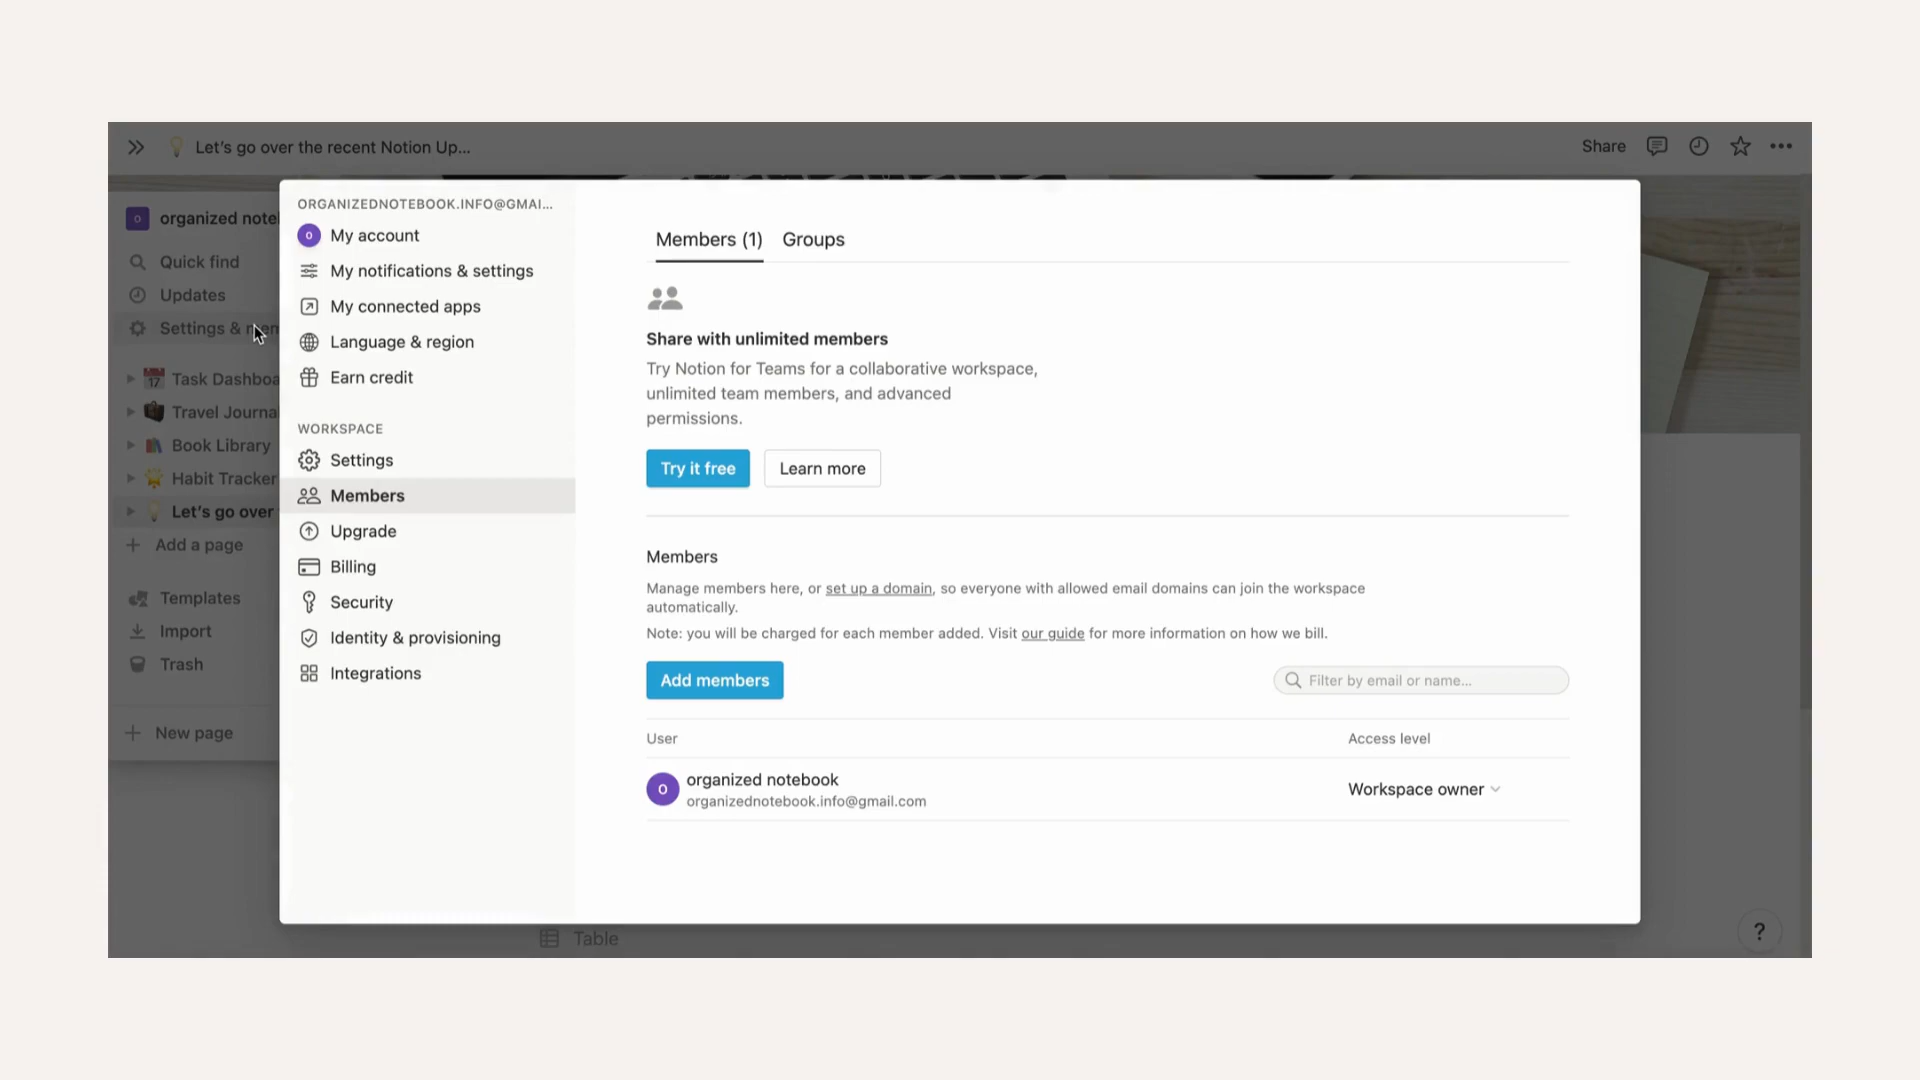 Let's go over the recent Notion Up...
Share
organized note
Quick find
Updates
Settings & mem
17
Task Dashboa
Travel Journa
Book Library
Habit Tracker
Let's go over
Add a page
Templates
Import
Trash
New page
ORGANIZEDNOTEBOOK.INFO@GMAI...
o
My account
My notifications & settings
My connected apps
Language & region
Earn credit
WORKSPACE
Settings
Members
Upgrade
Billing
Security
Identity & provisioning
Integrations
Members (1) Groups
Share with unlimited members
Try Notion for Teams for a collaborative workspace,
unlimited team members, and advanced
permissions.
Try it free Learn more
Members
Manage members here, or set up a domain, so everyone with allowed email domains can join the workspace
automatically.
Note: you will be charged for each member added. Visit our guide for more information on how we bill.
Add members Filter by email or name...
User Access level
o
organized notebook
organizednotebook.info@gmail.com
Workspace owner
Table
?